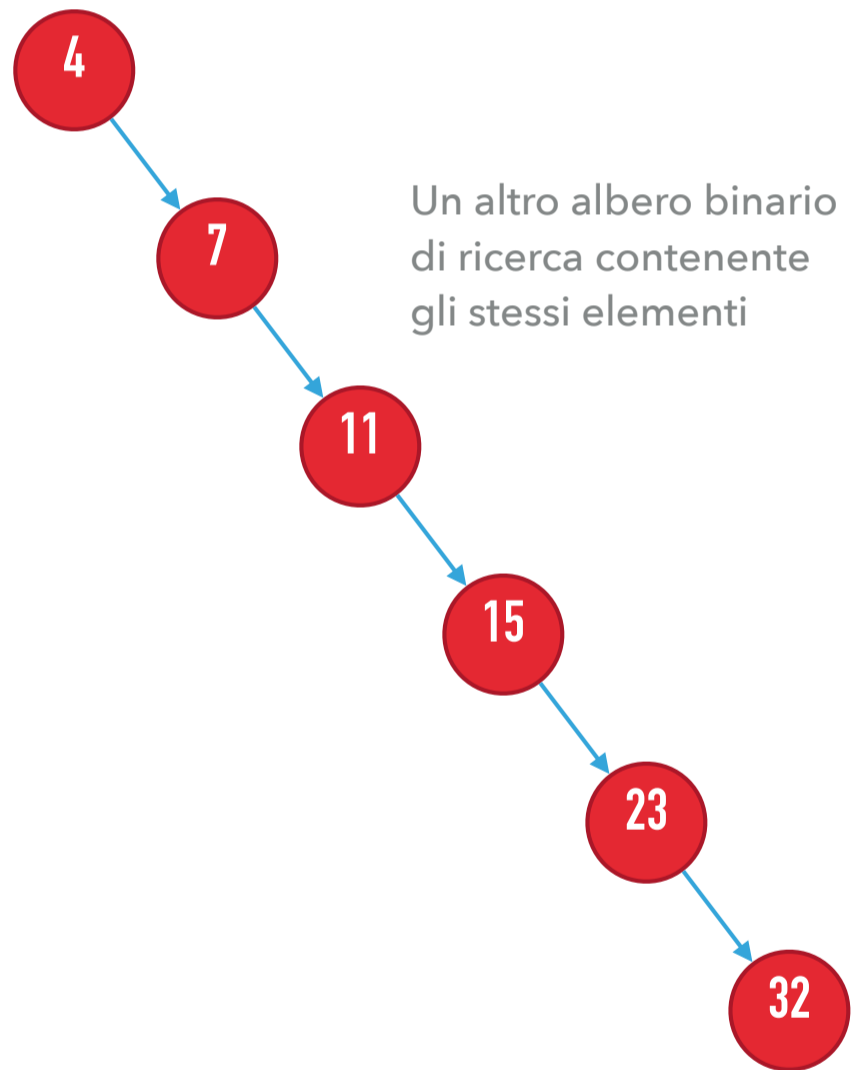 4
7
Un altro albero binario
di ricerca contenente
gli stessi elementi
11
15
23
32